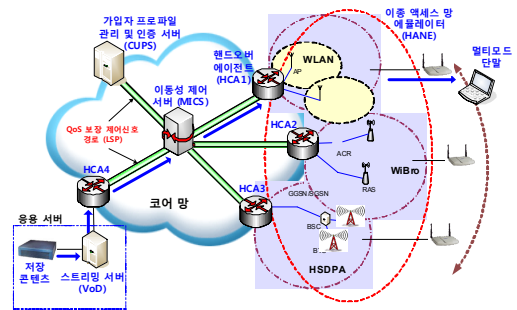 가입자 프로파일
관리 및 인증 서버
(CUPS)
이동성 제어
서버 (MICS)
핸드오버
에이전트
(HCA1)
WLAN
AP
이종 액세스 망
에뮬레이터
(HANE)
멀티모드
단말
QoS 보장 제어신호
경로 (LSP)
HCA2
ACR
RAS
WiBro
HCA4
HCA3
코어 망
GGSN/SGSN
BSC
HSDPA
응용 서버
저장
콘텐츠
스트리밍 서버
(VoD)